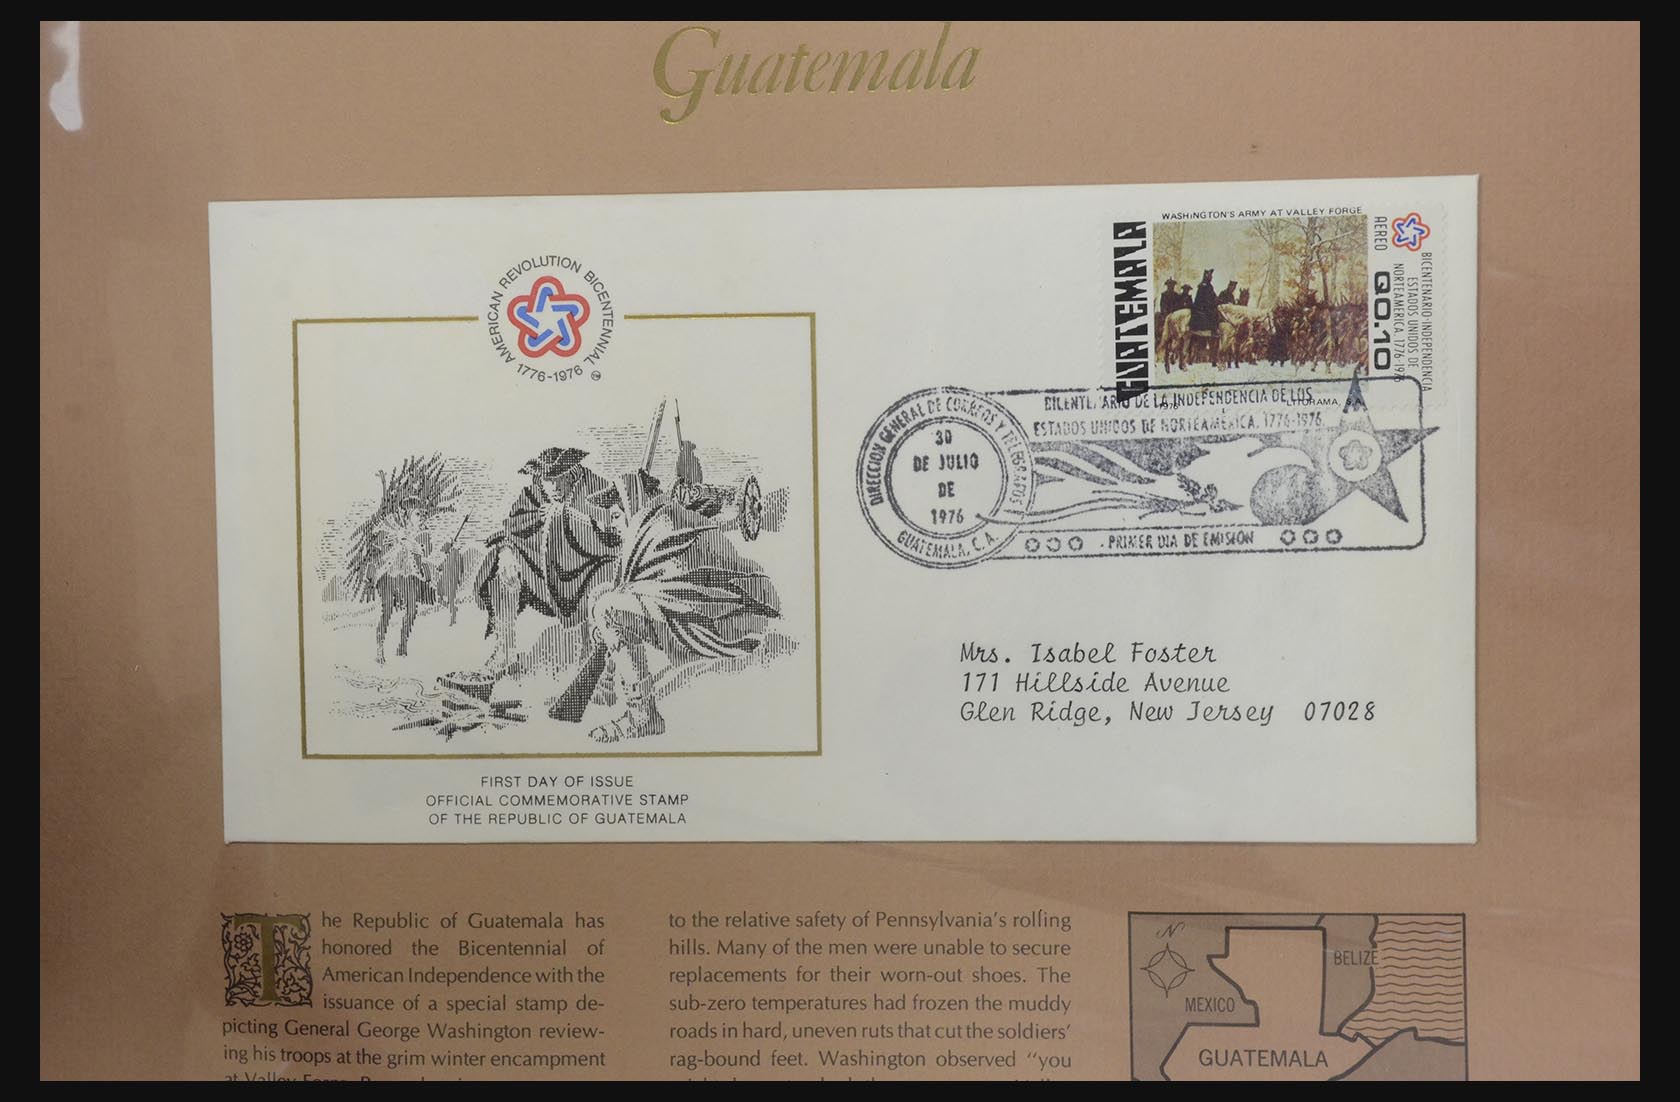 Guatemala
AMERICAN REVOLUTION BICENTENNIAL
1776-1976
WASHINGTON'S ARMY AT VALLEY FORGE
GUATEMALA
AEREO
Q0.10
BICENTENARIO INDEPENDENCIA
ESTADOS UNIDOS DE
NORTEAMERICA 1776-1976
1976
LITORAMA, S.A.
DIRECCION GENERAL DE CORREOS Y TELEGRAFOS
30
DE JULIO
DE
1976
GUATEMALA, C.A.
BICENTENARIO DE LA INDEPENDENCIA DE LOS
ESTADOS UNIDOS DE NORTEAMERICA, 1776-1976
PRIMER DIA DE EMISION
Mrs. Isabel Foster
171 Hillside Avenue
Glen Ridge, New Jersey 07028
FIRST DAY OF ISSUE
OFFICIAL COMMEMORATIVE STAMP
OF THE REPUBLIC OF GUATEMALA
The Republic of Guatemala has
honored the Bicentennial of
American Independence with the
issuance of a special stamp de-
picting General George Washington review-
ing his troops at the grim winter encampment
at Valley Forge,
to the relative safety of Pennsylvania's rolling
hills. Many of the men were unable to secure
replacements for their worn-out shoes. The
sub-zero temperatures had frozen the muddy
roads in hard, uneven ruts that cut the soldiers'
rag-bound feet. Washington observed "you
N
BELIZE
MEXICO
GUATEMALA